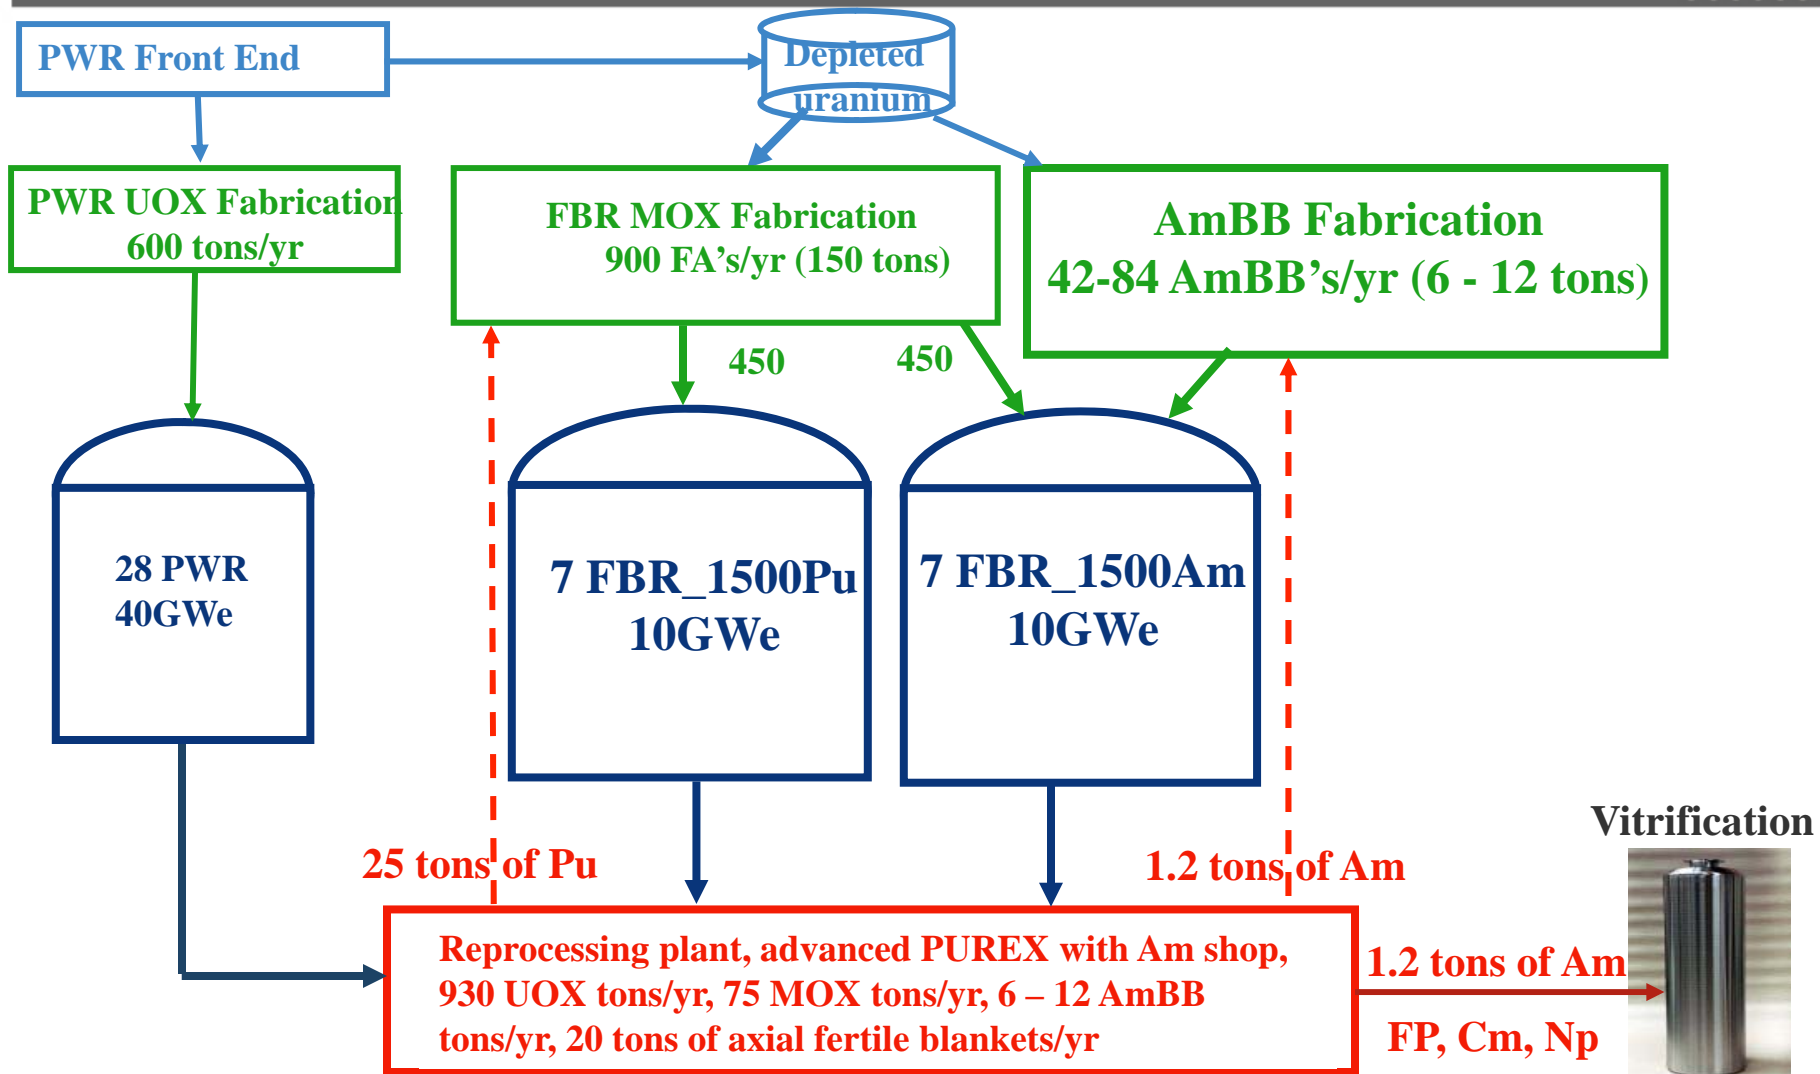 PWR Front End
Depleted
uranium
PWR UOX Fabrication
600 tons/yr
FBR MOX Fabrication
900 FA's/yr (150 tons)
AmBB Fabrication
42-84 AmBB's/yr (6 - 12 tons)
450
450
28 PWR
40GWe
7 FBR_1500Pu
10GWe
7 FBR_1500Am
10GWe
25 tons of Pu
1.2 tons of Am
Vitrification
Reprocessing plant, advanced PUREX with Am shop,
930 UOX tons/yr, 75 MOX tons/yr, 6 – 12 AmBB
tons/yr, 20 tons of axial fertile blankets/yr
1.2 tons of Am
FP, Cm, Np